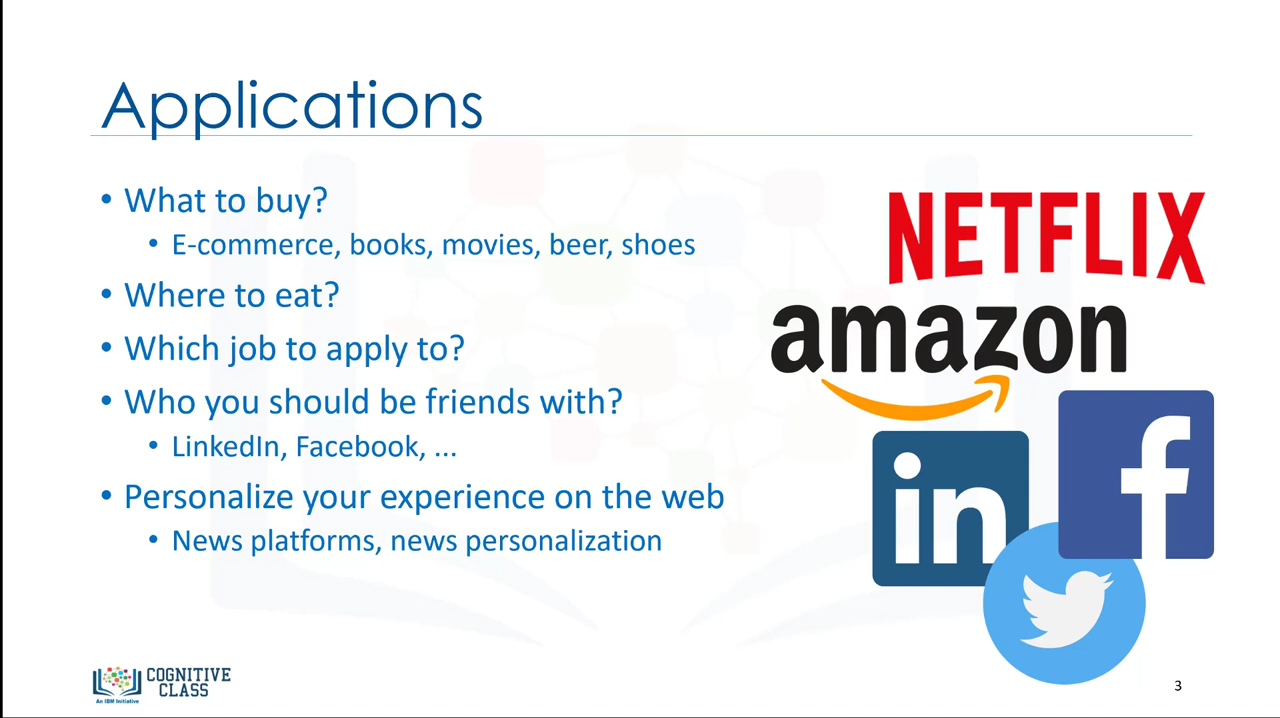 Applications
• What to buy?
• E-commerce, books, movies, beer, shoes
• Where to eat?
• Which job to apply to?
• Who you should be friends with?
• LinkedIn, Facebook, ...
• Personalize your experience on the web
• News platforms, news personalization
NETFLIX
amazon
in
f
COGNITIVE
CLASS
An IBM Initiative
3